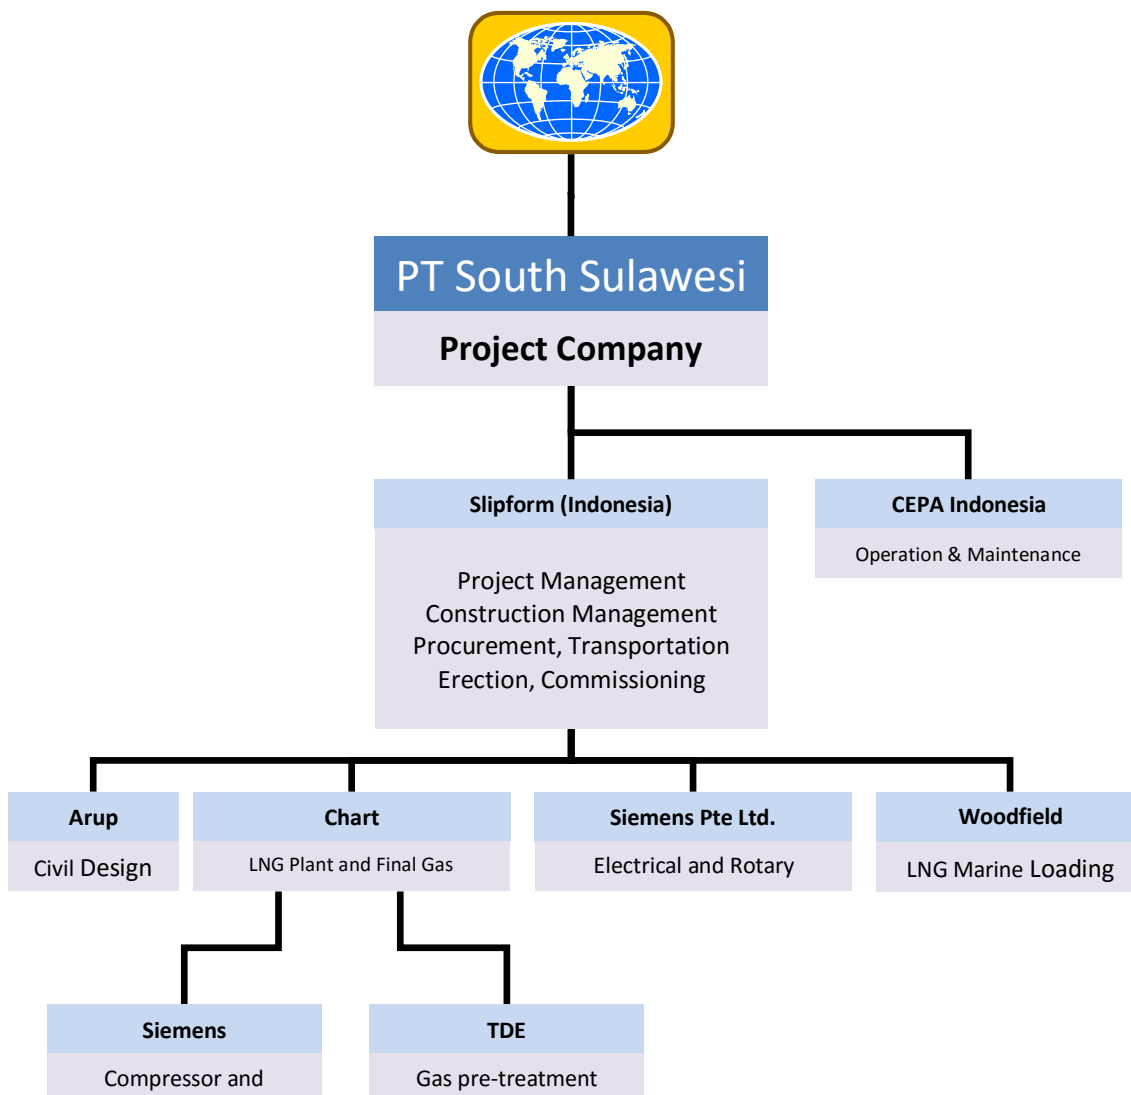 PT South Sulawesi
Project Company
Slipform (Indonesia)
Project Management
Construction Management
Procurement, Transportation
Erection, Commissioning
CEPA Indonesia
Operation & Maintenance
Arup
Civil Design
Chart
LNG Plant and Final Gas
Siemens Pte Ltd.
Electrical and Rotary
Woodfield
LNG Marine Loading
Siemens
Compressor and
TDE
Gas pre-treatment